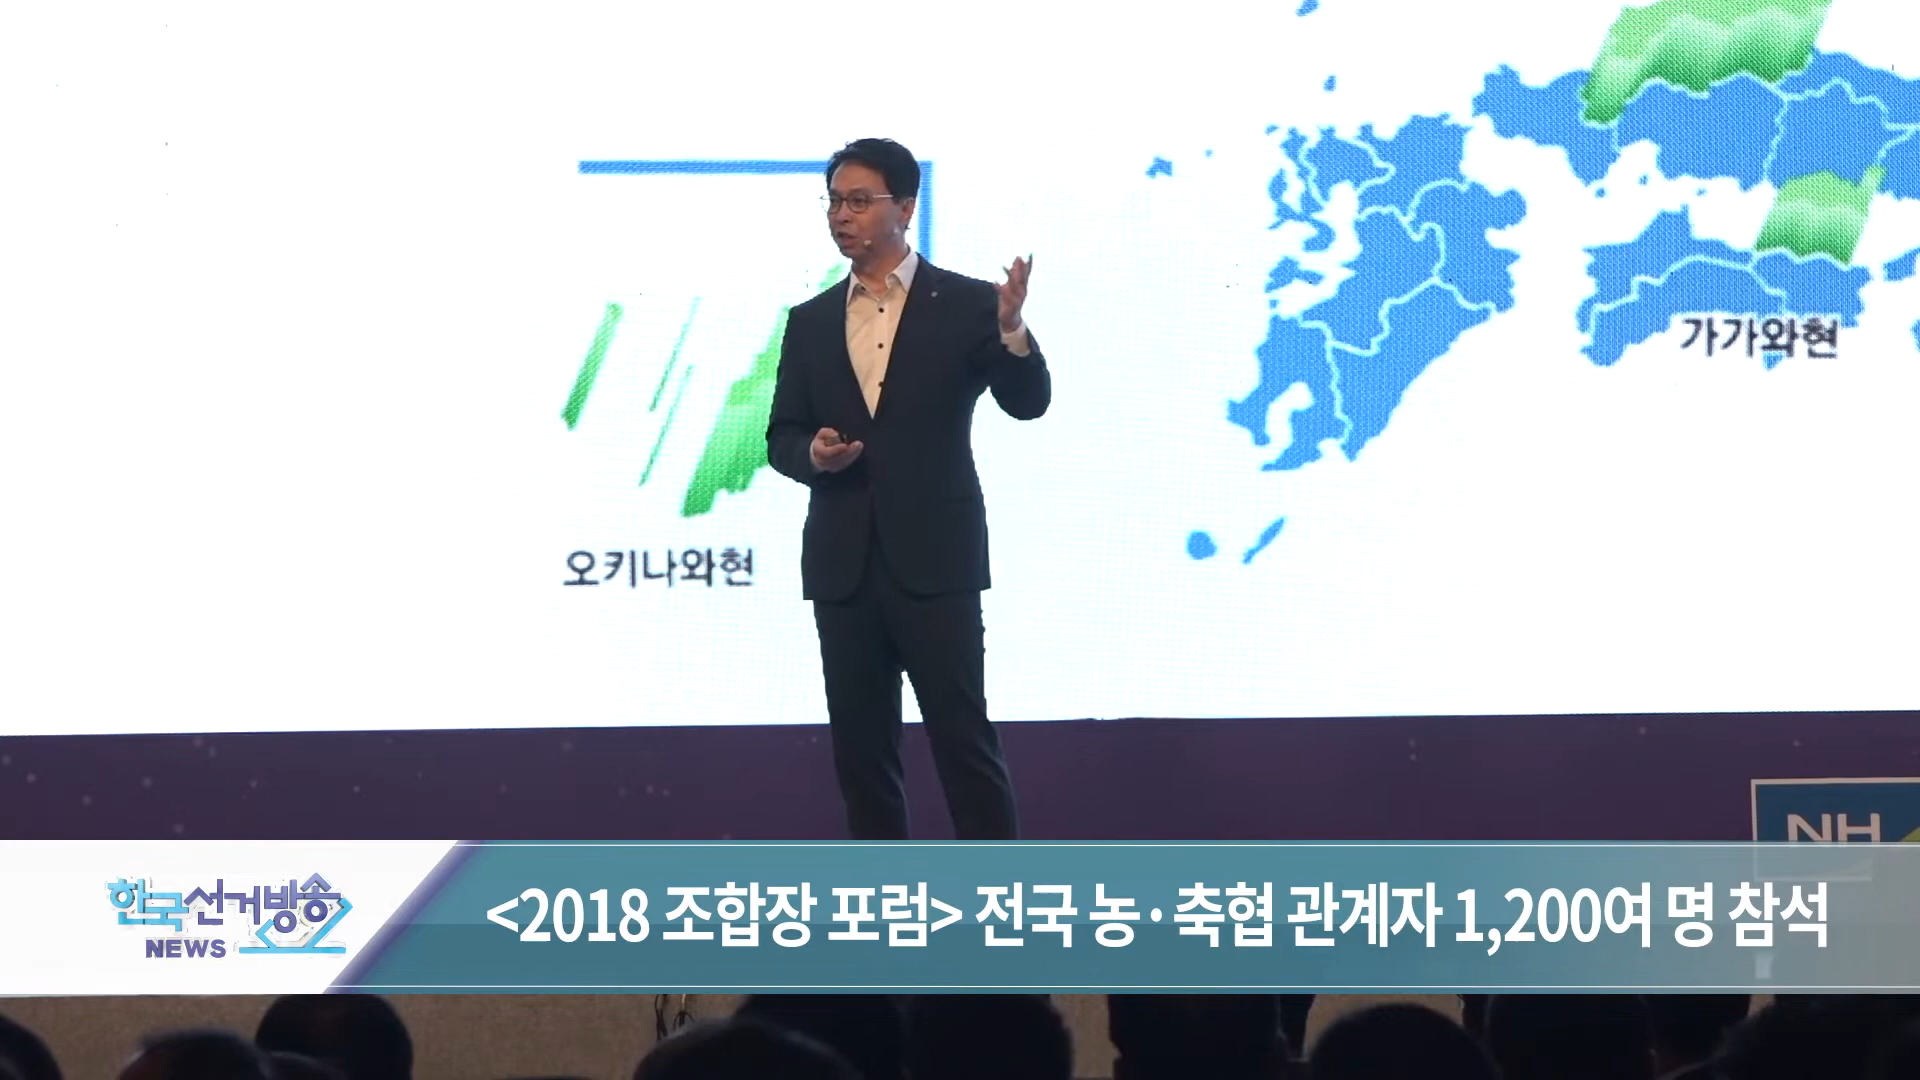 오키나와현
가가와현
NH
한국선거방송
NEWS
<2018 조합장 포럼> 전국 농·축협 관계자 1,200여 명 참석